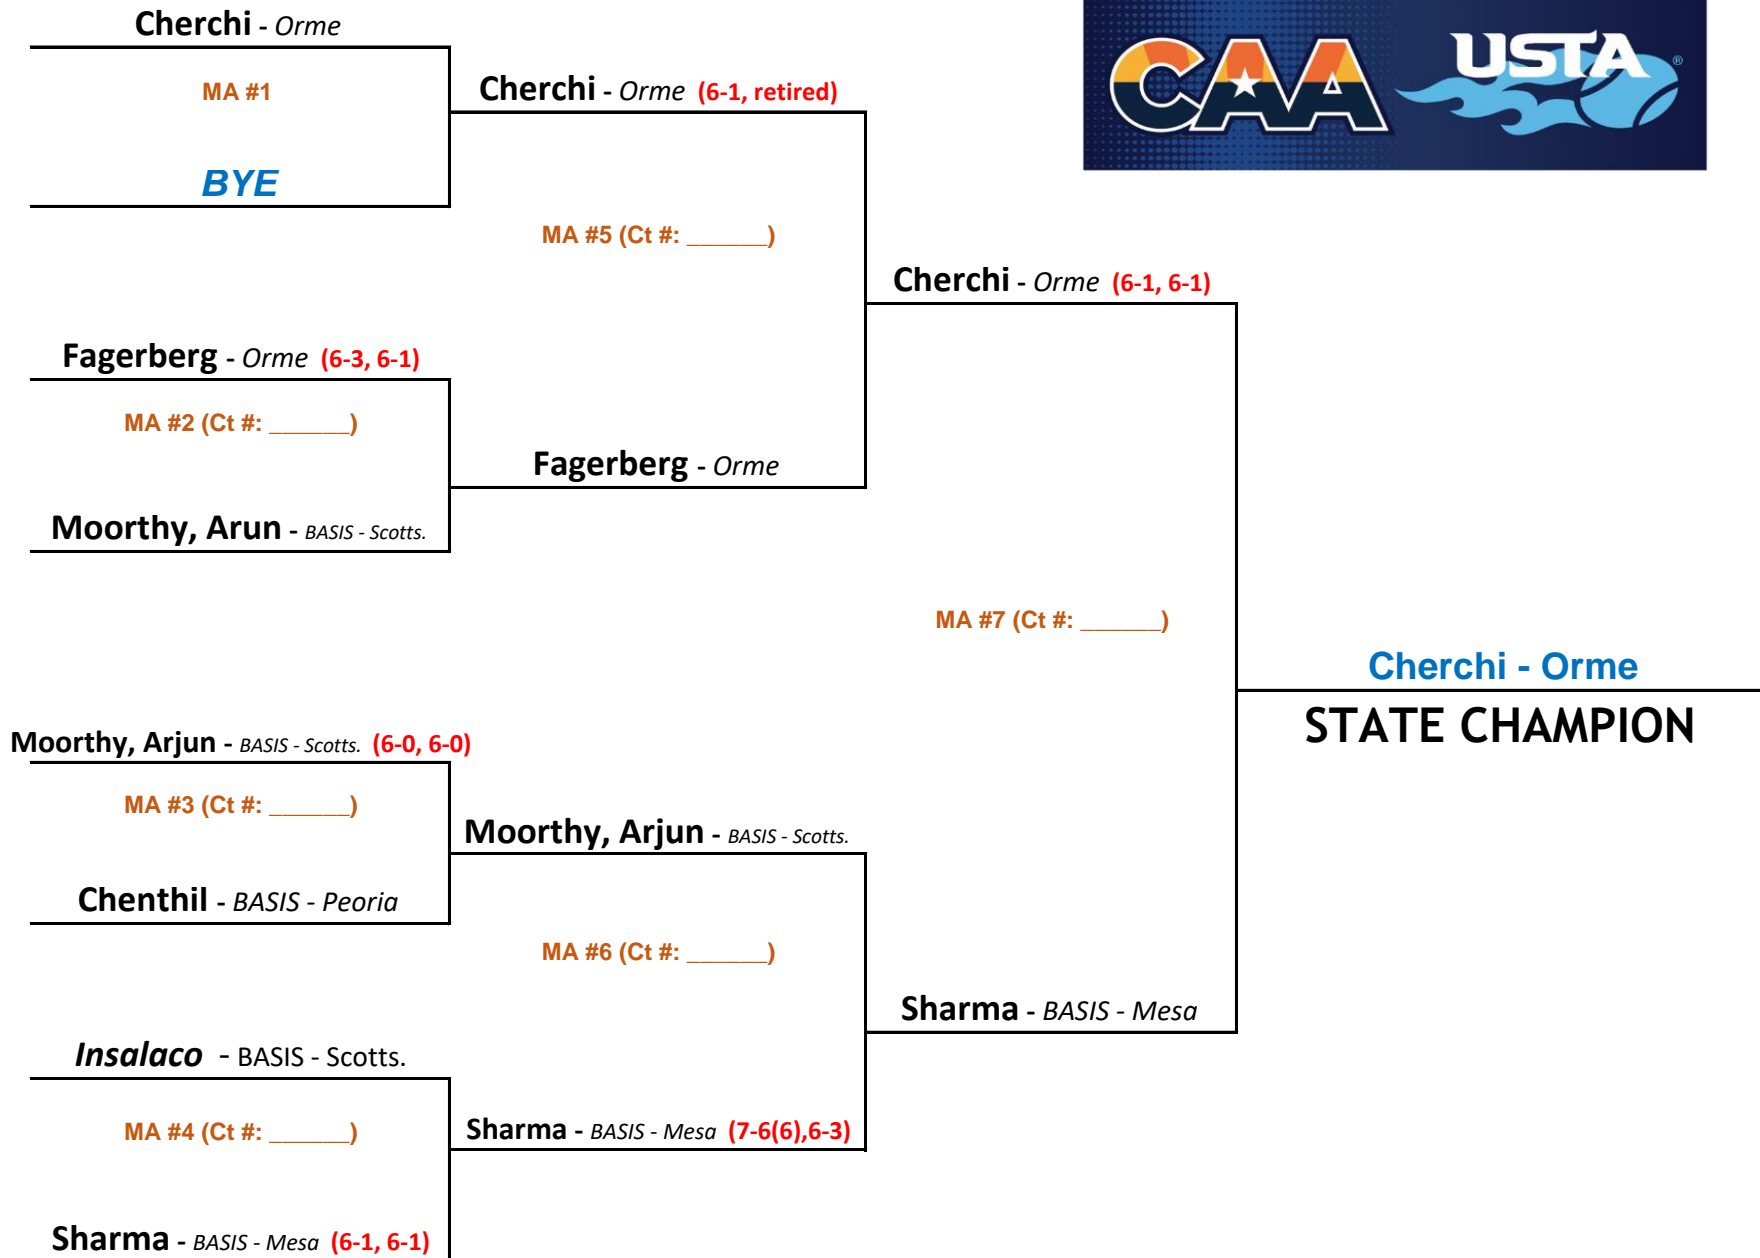 Cherchi - Orme
CAA USTA®
MA #1
Cherchi - Orme (6-1, retired)
BYE
MA #5 (Ct #: ______)
Cherchi - Orme (6-1, 6-1)
Fagerberg - Orme (6-3, 6-1)
MA #2 (Ct #: ______)
Fagerberg - Orme
Moorthy, Arun - BASIS - Scotts.
MA #7 (Ct #: ______)
Cherchi - Orme
STATE CHAMPION
Moorthy, Arjun - BASIS - Scotts. (6-0, 6-0)
MA #3 (Ct #: ______)
Moorthy, Arjun - BASIS - Scotts.
Chenthil - BASIS - Peoria
MA #6 (Ct #: ______)
Sharma - BASIS - Mesa
Insalaco - BASIS - Scotts.
MA #4 (Ct #: ______)
Sharma - BASIS - Mesa (7-6(6),6-3)
Sharma - BASIS - Mesa (6-1, 6-1)